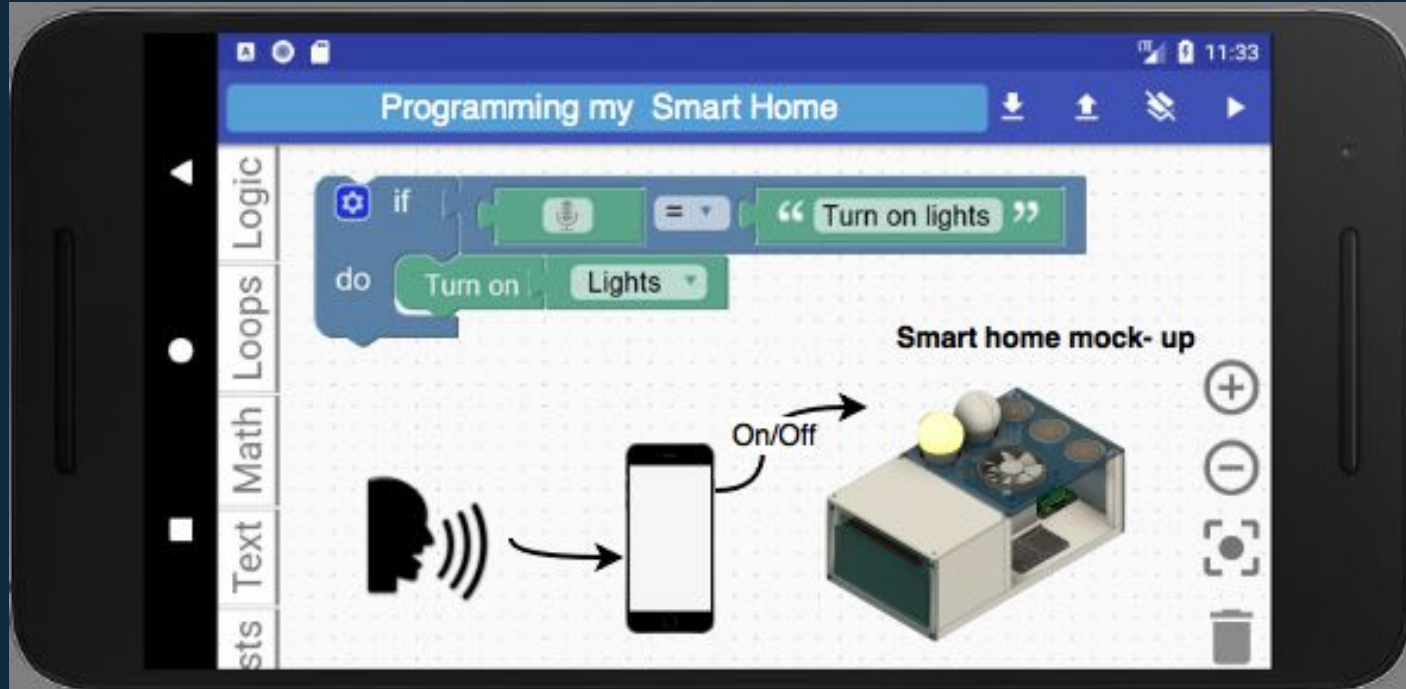 11:33
Programming my Smart Home
Logic
Loops
Math
Text
sts
if = “ Turn on lights ”
do Turn on Lights
Smart home mock- up
On/Off